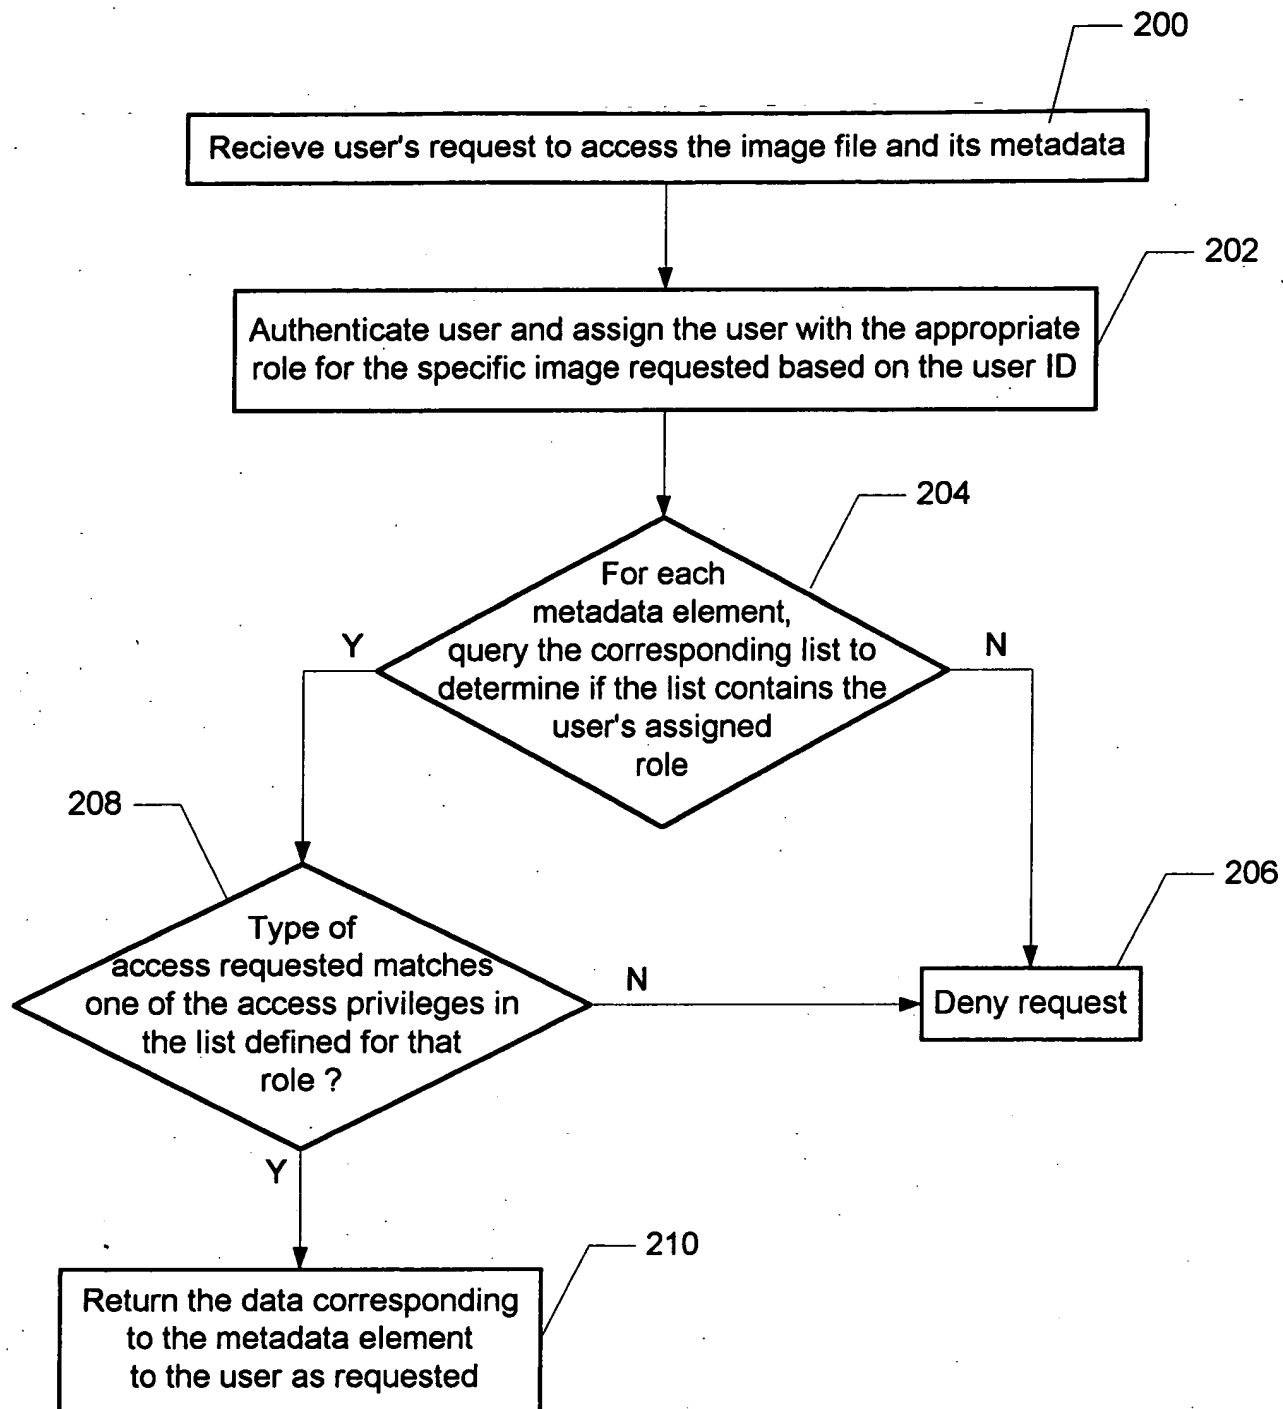 200
Recieve user's request to access the image file and its metadata
202
Authenticate user and assign the user with the appropriate
role for the specific image requested based on the user ID
204
For each
metadata element,
query the corresponding list to
determine if the list contains the
user's assigned
role
Y
N
208
206
Type of
access requested matches
one of the access privileges in
the list defined for that
role ?
N
Deny request
Y
210
Return the data corresponding
to the metadata element
to the user as requested